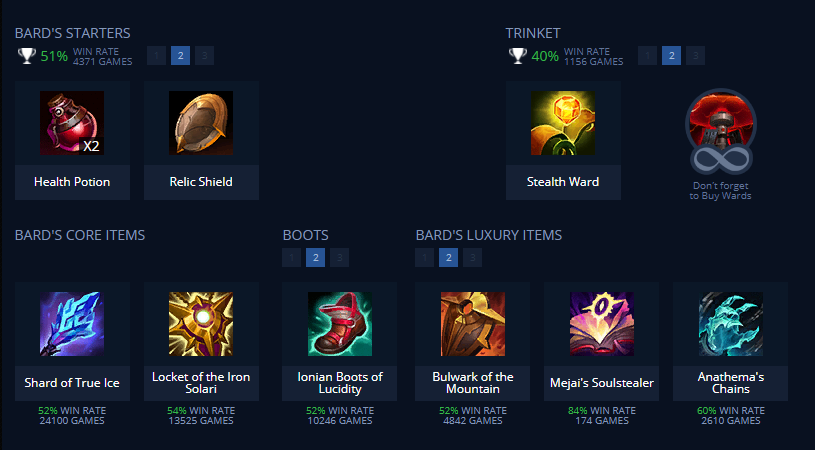 BARD'S STARTERS
51% WIN RATE
4371 GAMES
1 2 3
TRINKET
40% WIN RATE
1156 GAMES
1 2 3
X2
Health Potion
Relic Shield
Stealth Ward
Don't forget
to Buy Wards
BARD'S CORE ITEMS
BOOTS
1 2 3
BARD'S LUXURY ITEMS
1 2 3
Shard of True Ice
52% WIN RATE
24100 GAMES
Locket of the Iron
Solari
54% WIN RATE
13525 GAMES
Ionian Boots of
Lucidity
52% WIN RATE
10246 GAMES
Bulwark of the
Mountain
52% WIN RATE
4842 GAMES
Mejai's Soulstealer
84% WIN RATE
174 GAMES
Anathema's
Chains
60% WIN RATE
2610 GAMES